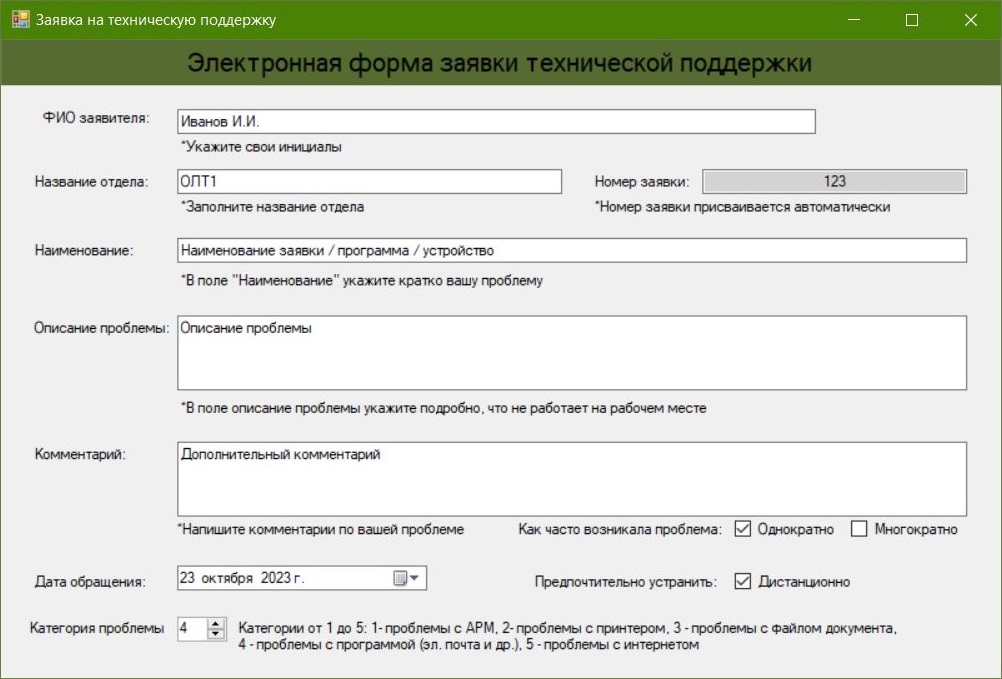 Заявка на техническую поддержку
Электронная форма заявки технической поддержки
ФИО заявителя: Иванов И.И.
*Укажите свои инициалы
Название отдела: ОЛТ1 Номер заявки: 123
*Заполните название отдела *Номер заявки присваивается автоматически
Наименование: Наименование заявки / программа / устройство
*В поле "Наименование" укажите кратко вашу проблему
Описание проблемы: Описание проблемы
*В поле описание проблемы укажите подробно, что не работает на рабочем месте
Комментарий: Дополнительный комментарий
*Напишите комментарии по вашей проблеме Как часто возникала проблема: Однократно Многократно
Дата обращения: 23 октября 2023 г. Предпочтительно устранить: Дистанционно
Категория проблемы 4 Категории от 1 до 5: 1- проблемы с АРМ, 2- проблемы с принтером, 3 - проблемы с файлом документа,
4 - проблемы с программой (эл. почта и др.), 5 - проблемы с интернетом